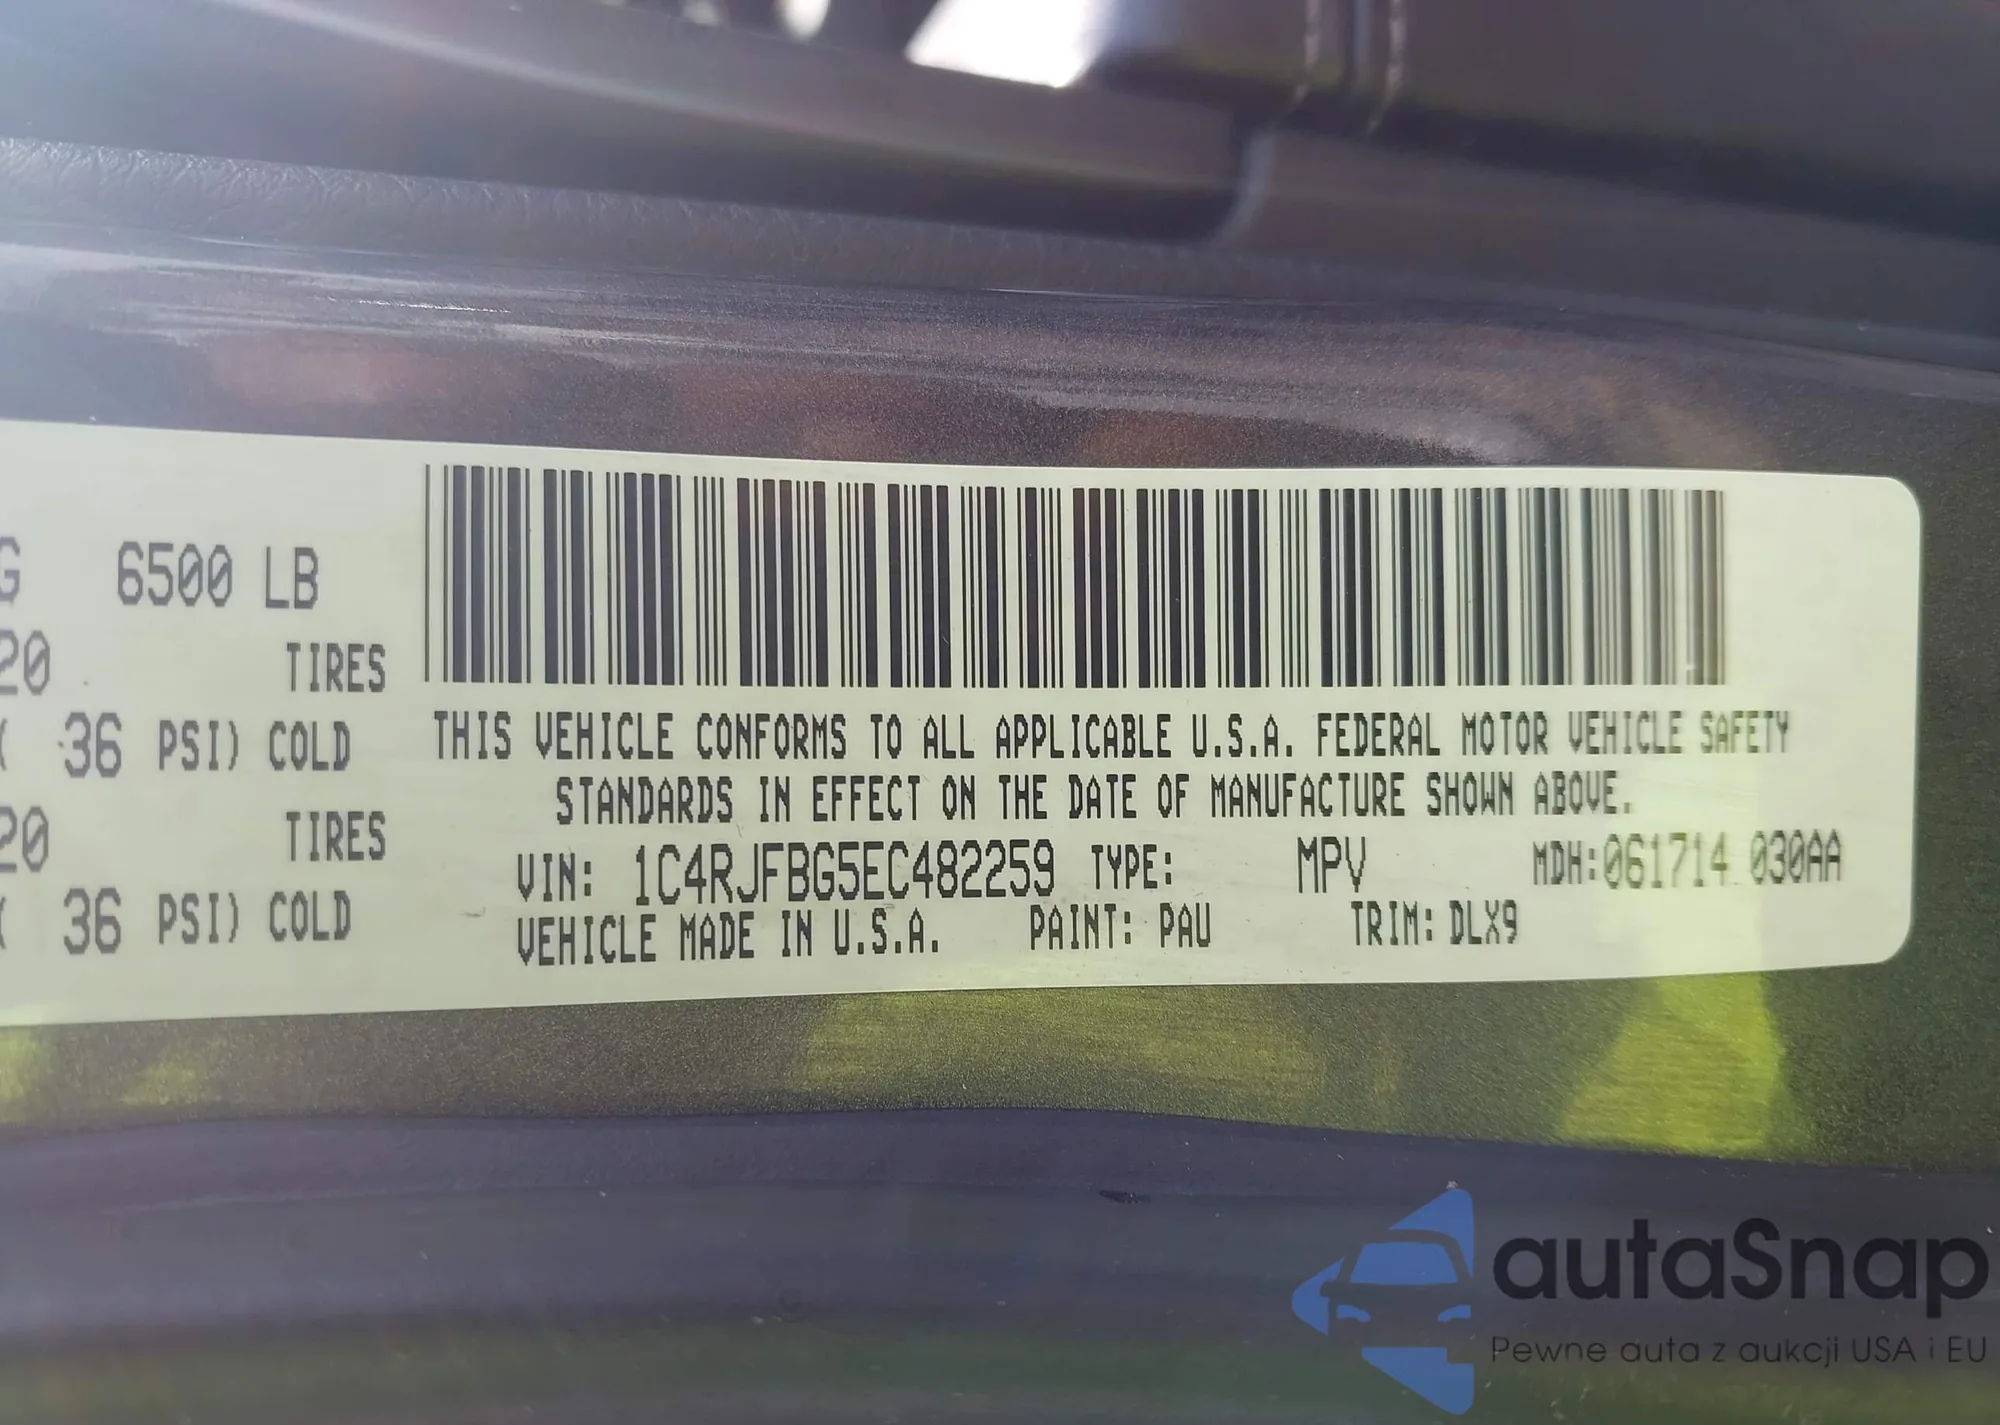 G 6500 LB
20 TIRES
( 36 PSI) COLD
20 TIRES
( 36 PSI) COLD
THIS VEHICLE CONFORMS TO ALL APPLICABLE U.S.A. FEDERAL MOTOR VEHICLE SAFETY
STANDARDS IN EFFECT ON THE DATE OF MANUFACTURE SHOWN ABOVE.
VIN: 1C4RJFBG5EC482259 TYPE: MPV MDH:061714 030AA
VEHICLE MADE IN U.S.A. PAINT: PAU TRIM: DLX9
autaSnap
Pewne auta z aukcji USA i EU